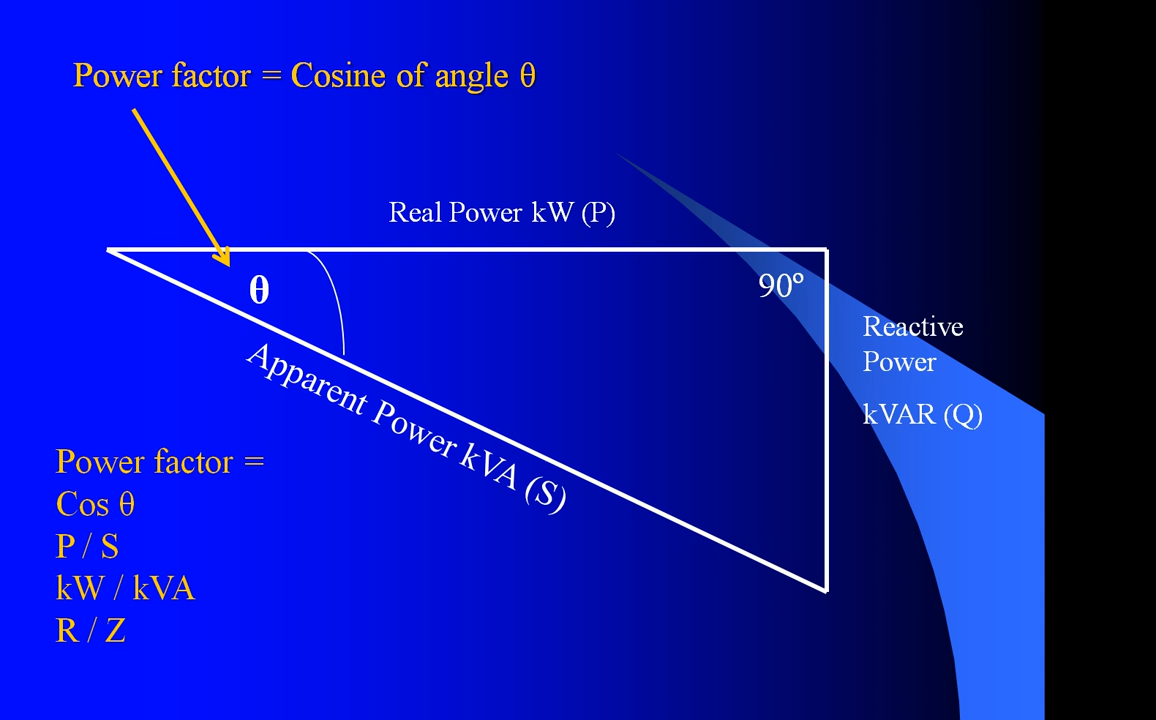 Power factor = Cosine of angle θ
Real Power kW (P)
θ
90º
Reactive
Power
kVAR (Q)
Apparent Power kVA (S)
Power factor =
Cos θ
P / S
kW / kVA
R / Z